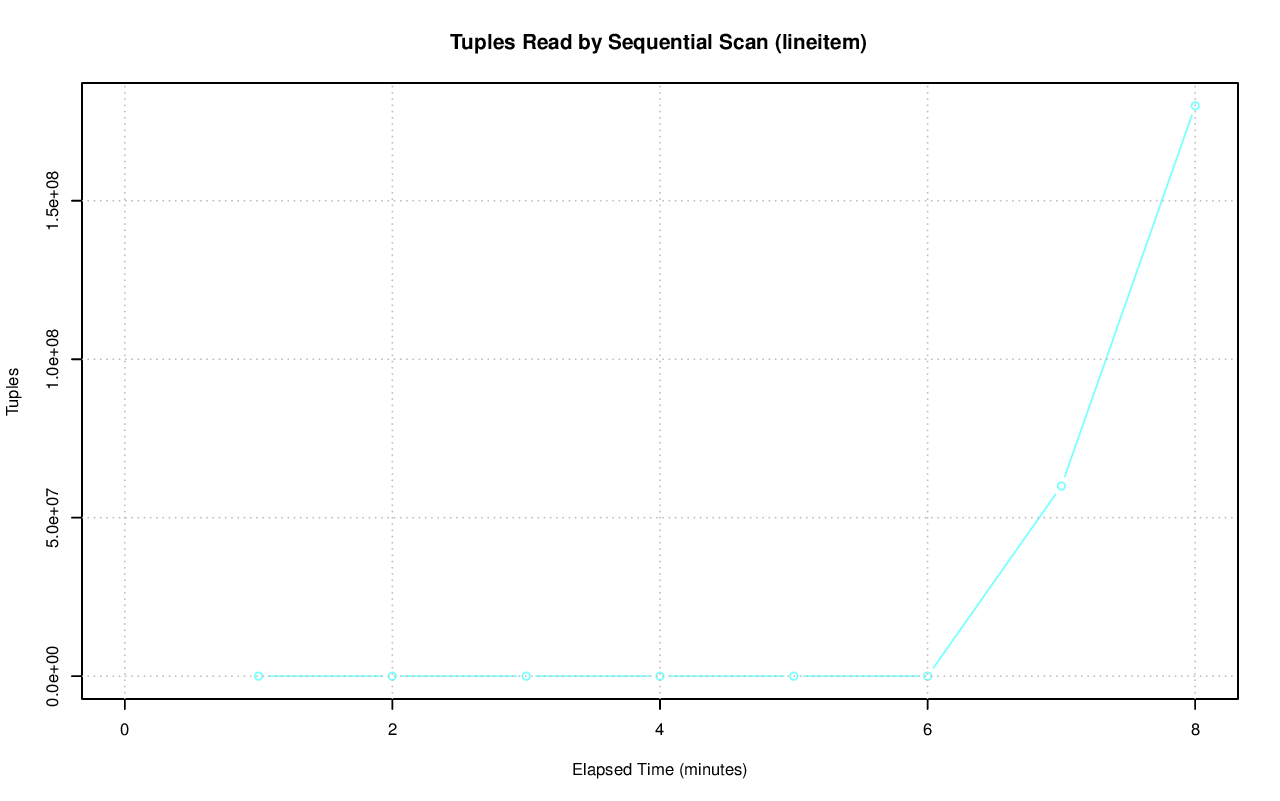 Tuples Read by Sequential Scan (lineitem)
Tuples
1.5e+08
1.0e+08
5.0e+07
0.0e+00
0 2 4 6 8
Elapsed Time (minutes)